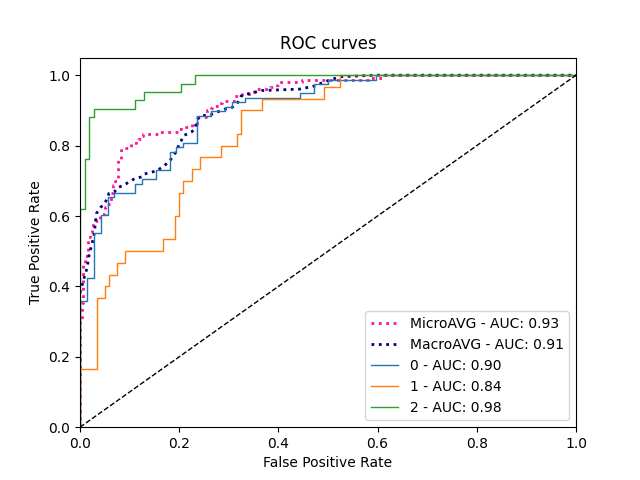 ROC curves
1.0
0.8
0.6
0.4
0.2
0.0
True Positive Rate
MicroAVG - AUC: 0.93
MacroAVG - AUC: 0.91
0 - AUC: 0.90
1 - AUC: 0.84
2 - AUC: 0.98
0.0 0.2 0.4 0.6 0.8 1.0
False Positive Rate